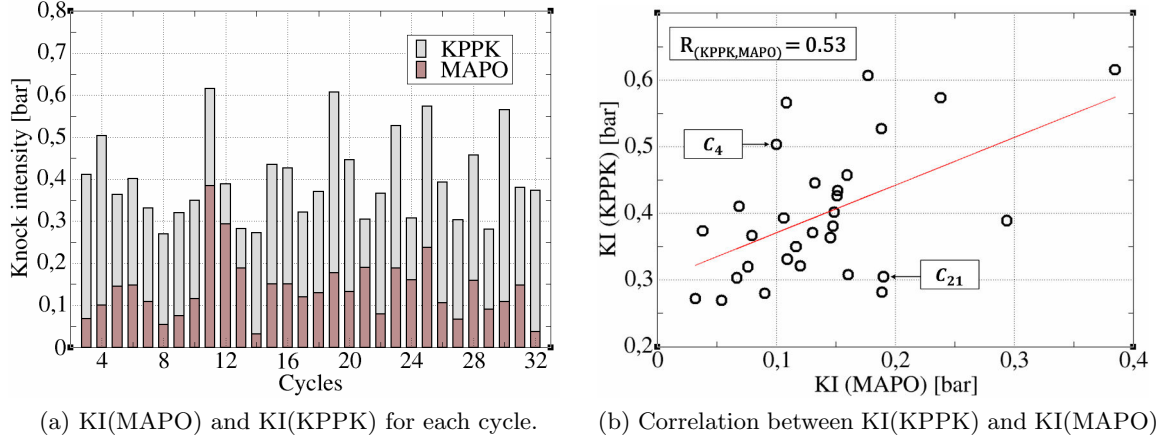 0,8
0,7
0,6
0,5
0,4
0,3
0,2
0,1
0
Knock intensity [bar]
KPPK
MAPO
4 8 12 16 20 24 28 32
Cycles
(a) KI(MAPO) and KI(KPPK) for each cycle.
R(KPPK,MAPO) = 0.53
0,6
0,5
0,4
0,3
0,2
KI (KPPK) [bar]
C4
C21
0 0,1 0,2 0,3 0,4
KI (MAPO) [bar]
(b) Correlation between KI(KPPK) and KI(MAPO)